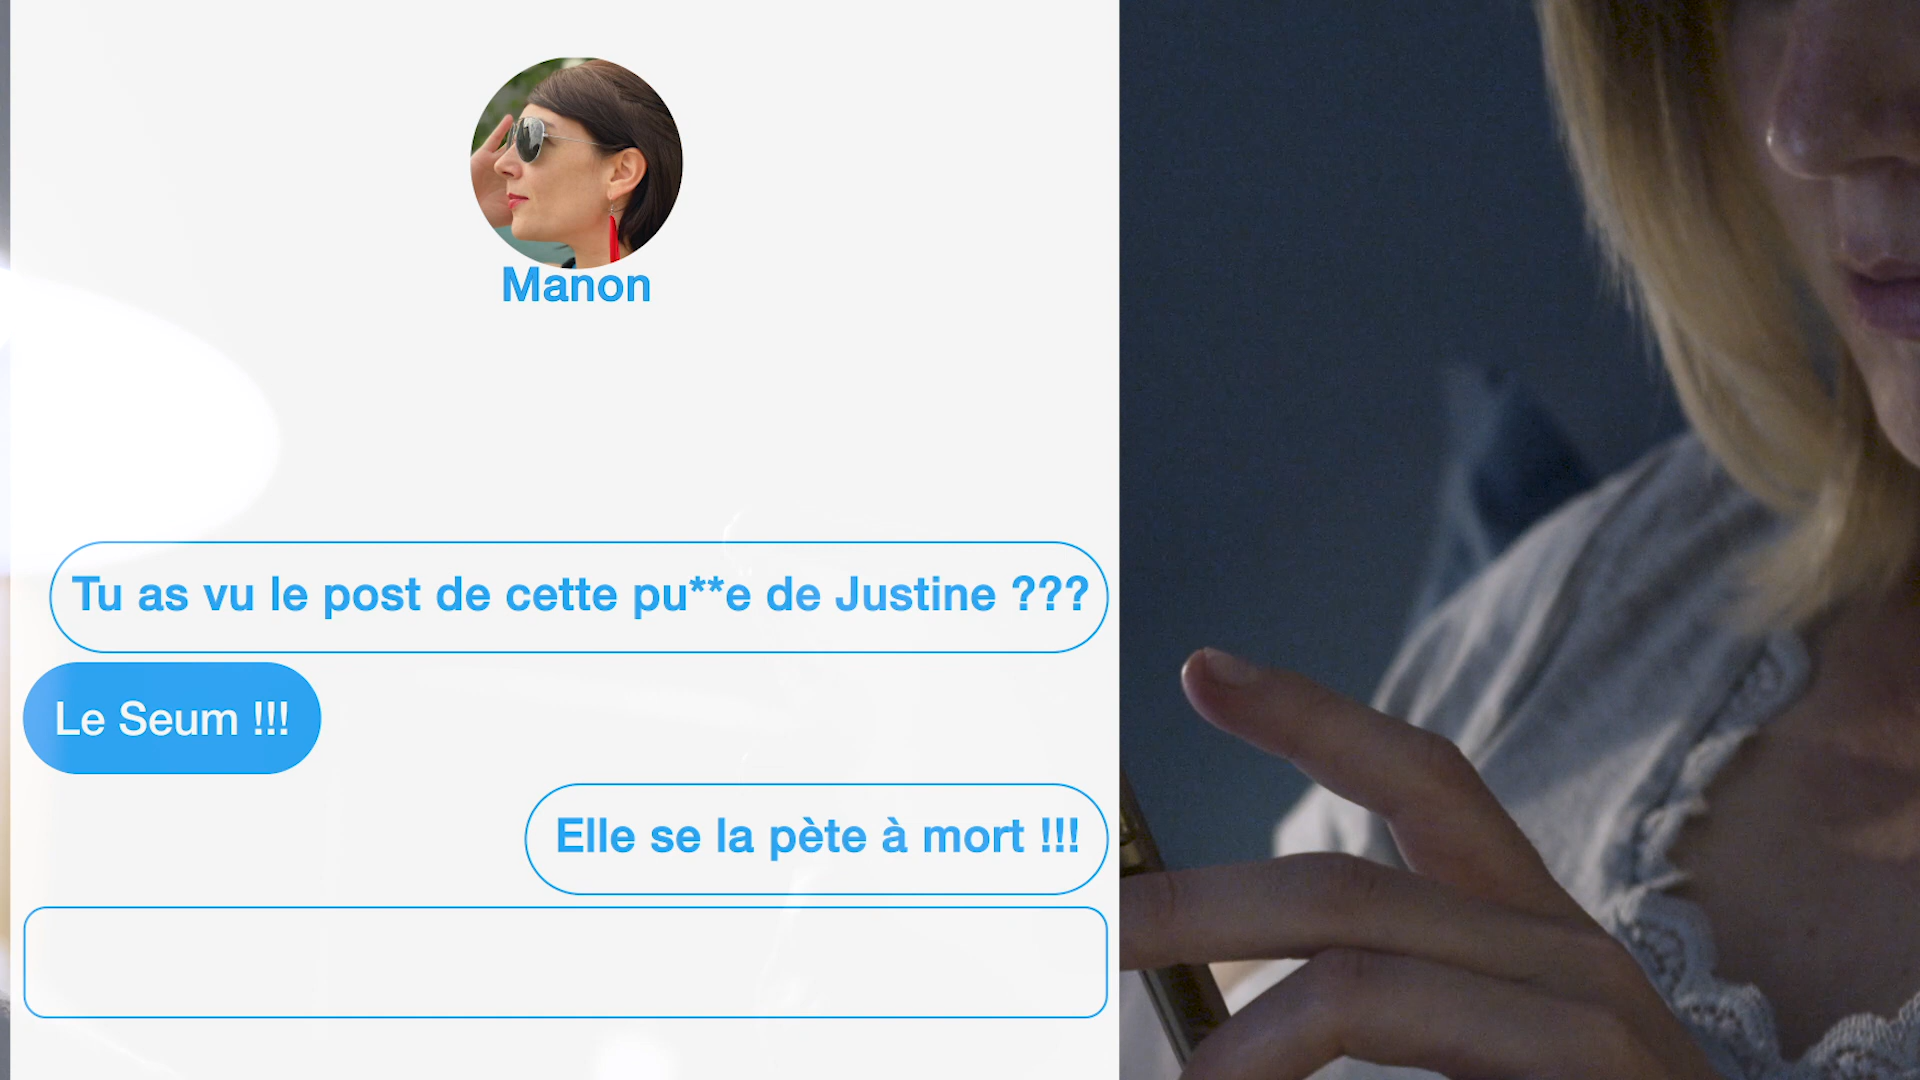 Manon
Tu as vu le post de cette pu**e de Justine ???
Le Seum !!!
Elle se la pète à mort !!!